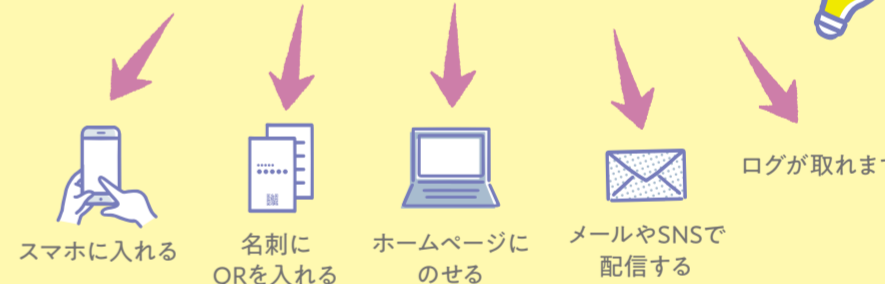 スマホに入れる
名刺に
QRを入れる
ホームページに
のせる
メールやSNSで
配信する
ログが取れます